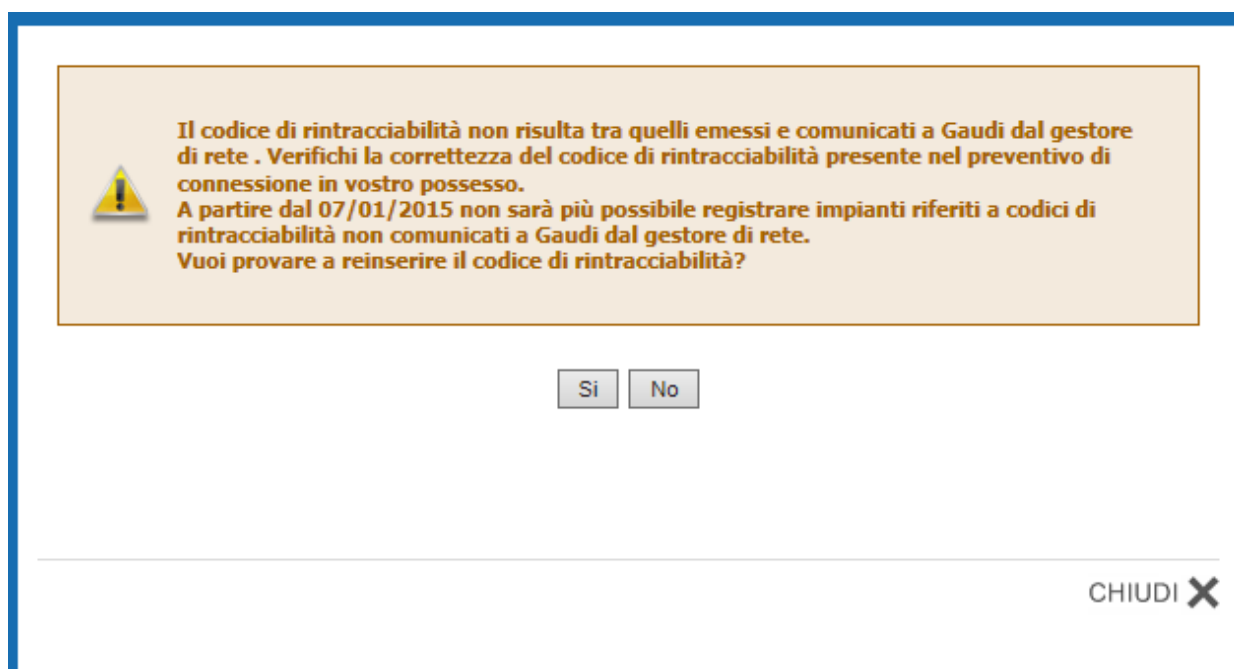 Il codice di rintracciabilità non risulta tra quelli emessi e comunicati a Gaudi dal gestore
di rete . Verifichi la correttezza del codice di rintracciabilità presente nel preventivo di
connessione in vostro possesso.
A partire dal 07/01/2015 non sarà più possibile registrare impianti riferiti a codici di
rintracciabilità non comunicati a Gaudi dal gestore di rete.
Vuoi provare a reinserire il codice di rintracciabilità?
Si No
CHIUDI